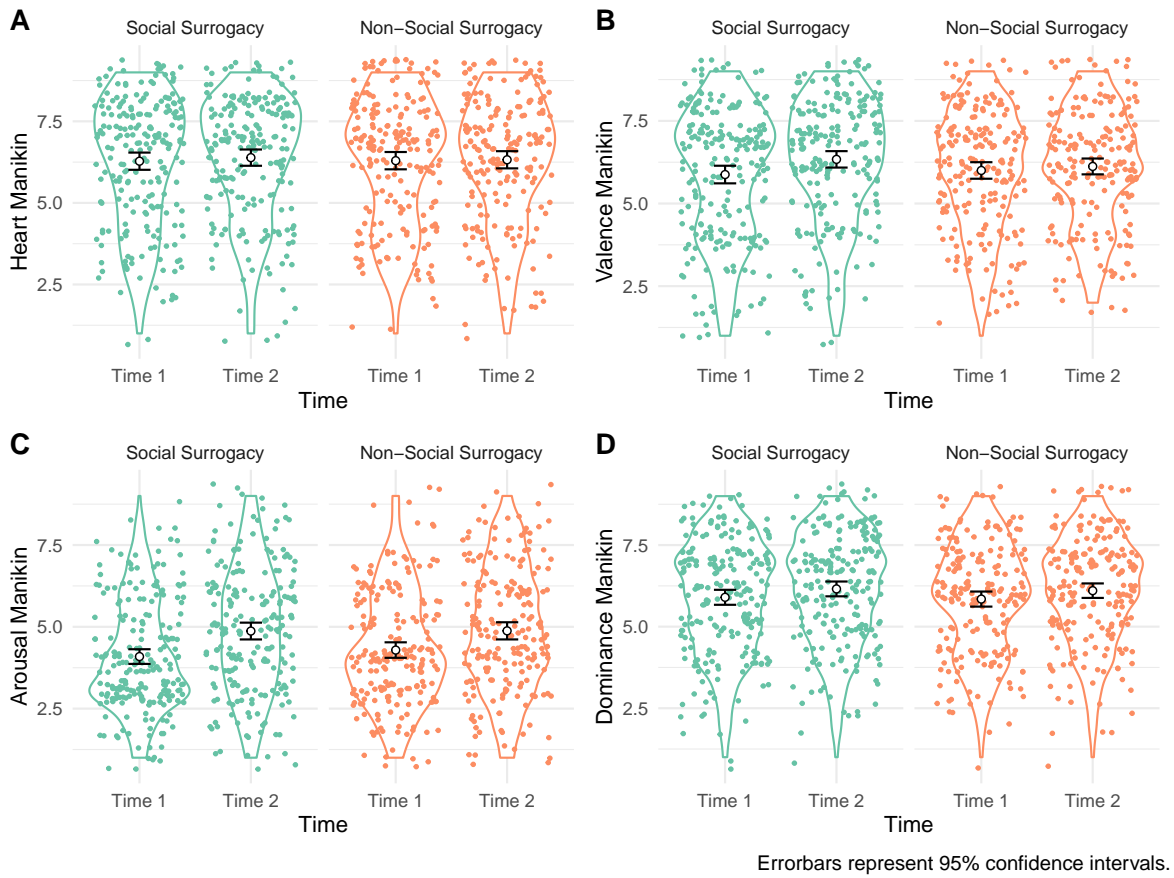 A
Social Surrogacy
Non−Social Surrogacy
Heart Manikin
7.5
5.0
2.5
Time 1
Time 2
Time 1
Time 2
Time
B
Social Surrogacy
Non−Social Surrogacy
Valence Manikin
7.5
5.0
2.5
Time 1
Time 2
Time 1
Time 2
Time
C
Social Surrogacy
Non−Social Surrogacy
Arousal Manikin
7.5
5.0
2.5
Time 1
Time 2
Time 1
Time 2
Time
D
Social Surrogacy
Non−Social Surrogacy
Dominance Manikin
7.5
5.0
2.5
Time 1
Time 2
Time 1
Time 2
Time
Errorbars represent 95% confidence intervals.